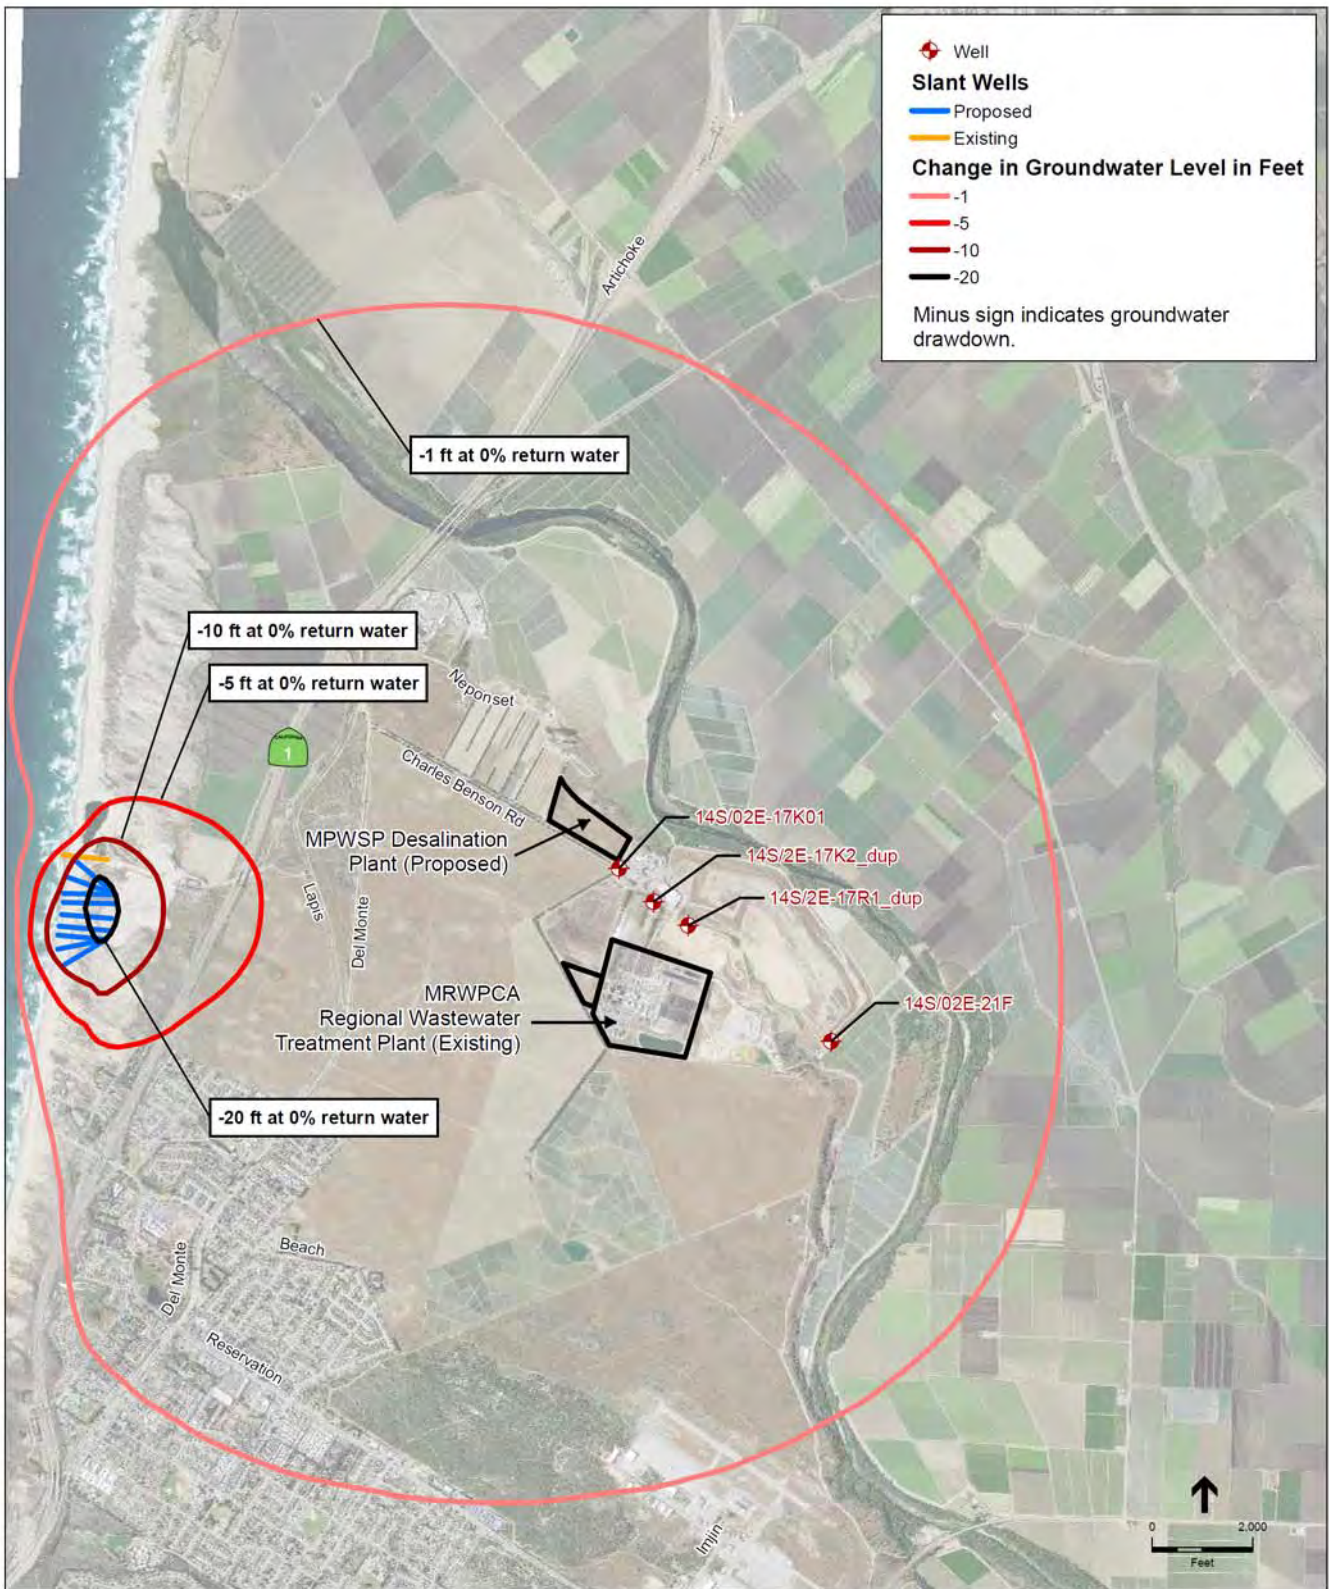 Well
Slant Wells
Proposed
Existing
Change in Groundwater Level in Feet
-1
-5
-10
-20
Minus sign indicates groundwater
drawdown.
Artichoke
-1 ft at 0% return water
-10 ft at 0% return water
-5 ft at 0% return water
Neponset
1
Charles Benson Rd
MPWSP Desalination
Plant (Proposed)
14S/02E-17K01
14S/2E-17K2_dup
14S/2E-17R1_dup
Lapis
Del Monte
MRWPCA
Regional Wastewater
Treatment Plant (Existing)
14S/02E-21F
-20 ft at 0% return water
Beach
Del Monte
Reservation
Imjin
0 2,000
Feet